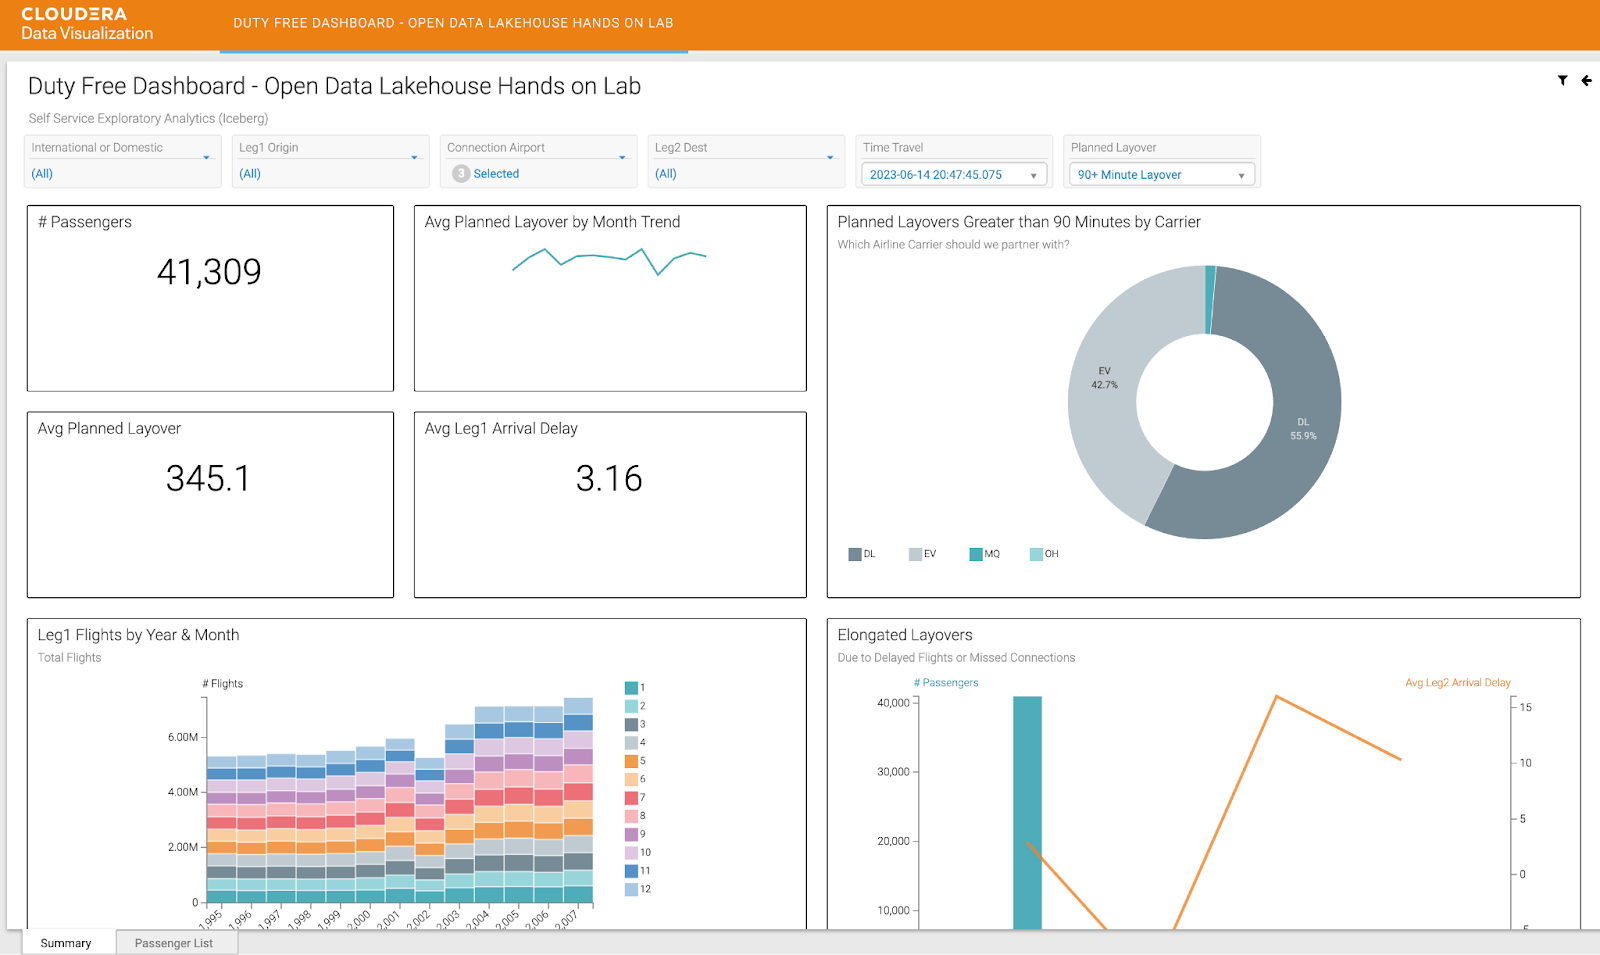 CLOUDERA
Data Visualization
DUTY FREE DASHBOARD - OPEN DATA LAKEHOUSE HANDS ON LAB
Duty Free Dashboard - Open Data Lakehouse Hands on Lab
Self Service Exploratory Analytics (Iceberg)
International or Domestic
(All)
Leg1 Origin
(All)
Connection Airport
3 Selected
Leg2 Dest
(All)
Time Travel
2023-06-14 20:47:45.075
Planned Layover
90+ Minute Layover
# Passengers
41,309
Avg Planned Layover by Month Trend
Planned Layovers Greater than 90 Minutes by Carrier
Which Airline Carrier should we partner with?
EV
42.7%
DL
55.9%
DL
EV
MQ
OH
Avg Planned Layover
345.1
Avg Leg1 Arrival Delay
3.16
Leg1 Flights by Year & Month
Total Flights
# Flights
6.00M
4.00M
2.00M
0
1,995
1,996
1,997
1,998
1,999
2,000
2,001
2,002
2,003
2,004
2,005
2,006
2,007
1
2
3
4
5
6
7
8
9
10
11
12
Elongated Layovers
Due to Delayed Flights or Missed Connections
# Passengers
Avg Leg2 Arrival Delay
40,000
30,000
20,000
10,000
15
10
5
0
Summary
Passenger List